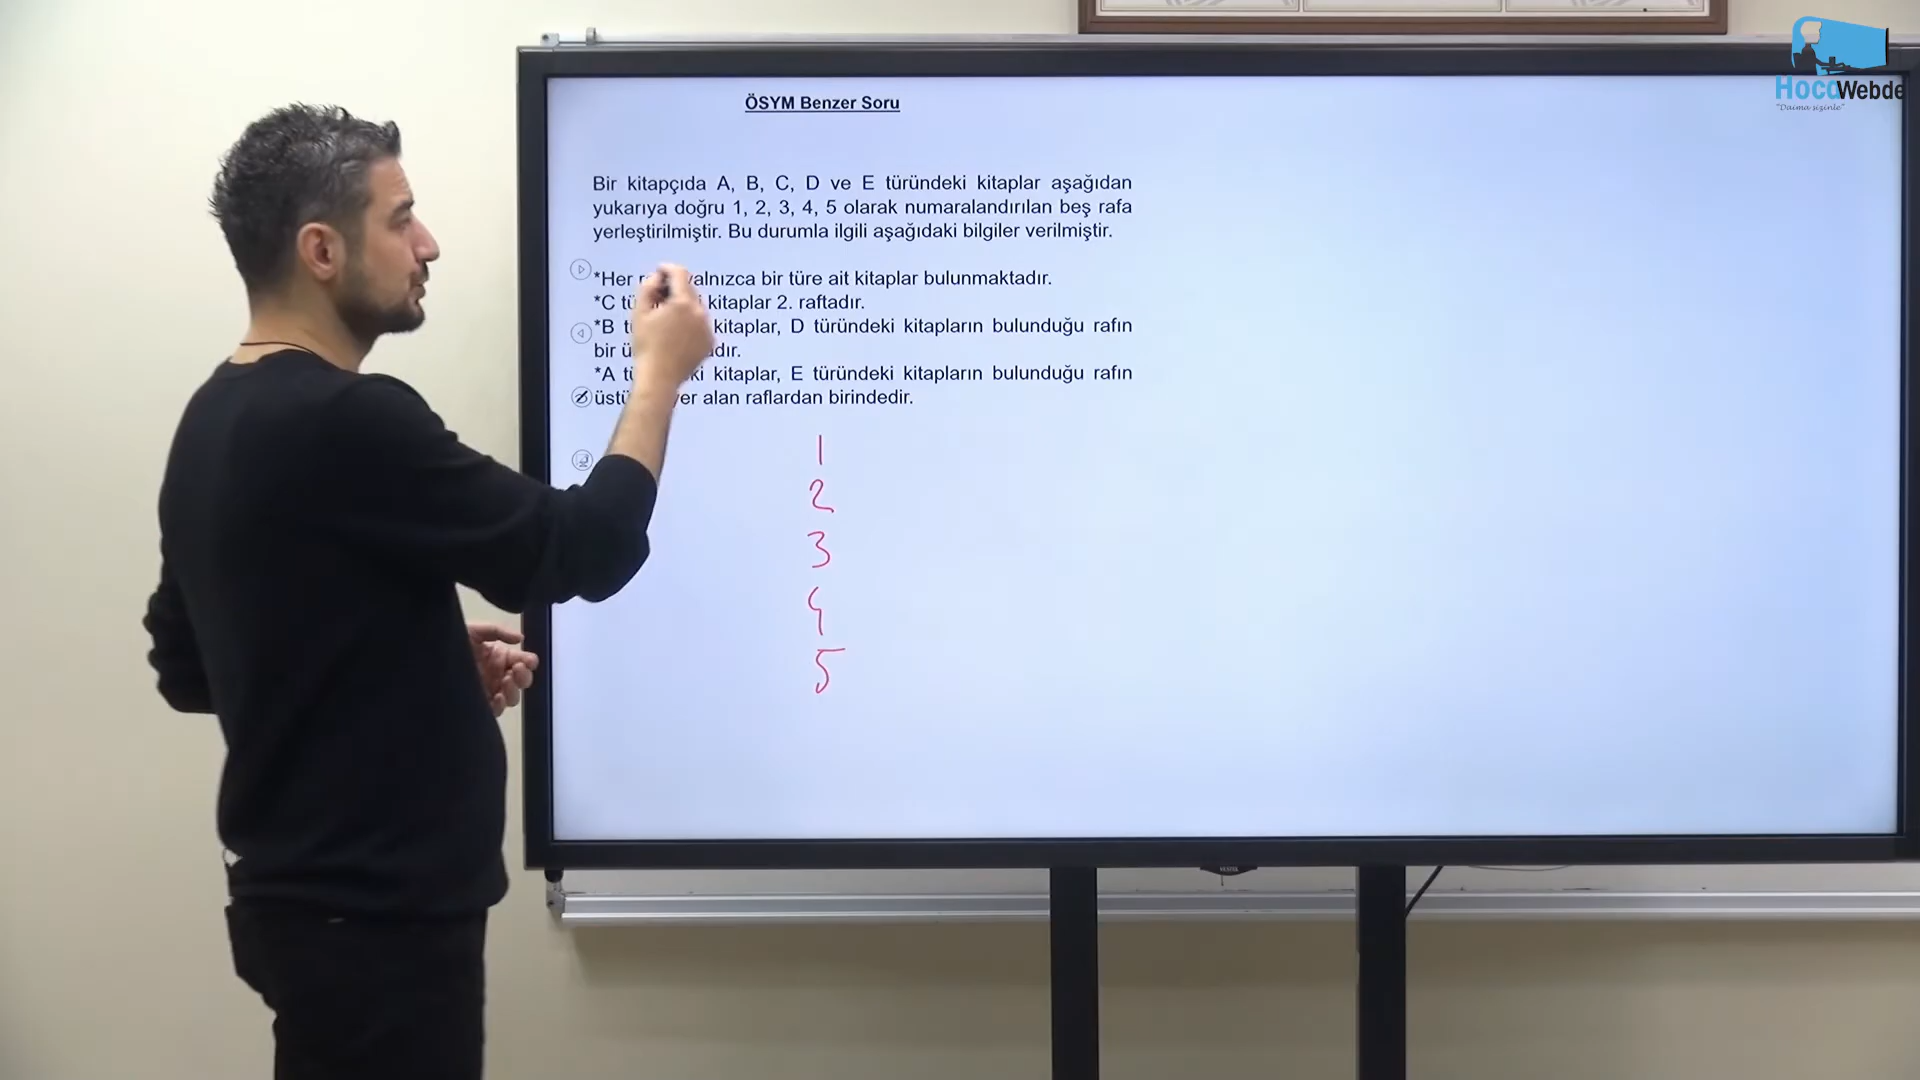 HocaWebde
"Daima sizinle"
ÖSYM Benzer Soru
Bir kitapçıda A, B, C, D ve E türündeki kitaplar aşağıdan
yukarıya doğru 1, 2, 3, 4, 5 olarak numaralandırılan beş rafa
yerleştirilmiştir. Bu durumla ilgili aşağıdaki bilgiler verilmiştir.
*Her yalnızca bir türe ait kitaplar bulunmaktadır.
*C kitaplar 2. raftadır.
*B kitaplar, D türündeki kitapların bulunduğu rafın
bir
*A kitaplar, E türündeki kitapların bulunduğu rafın
yer alan raflardan birindedir.
1
2
3
4
5